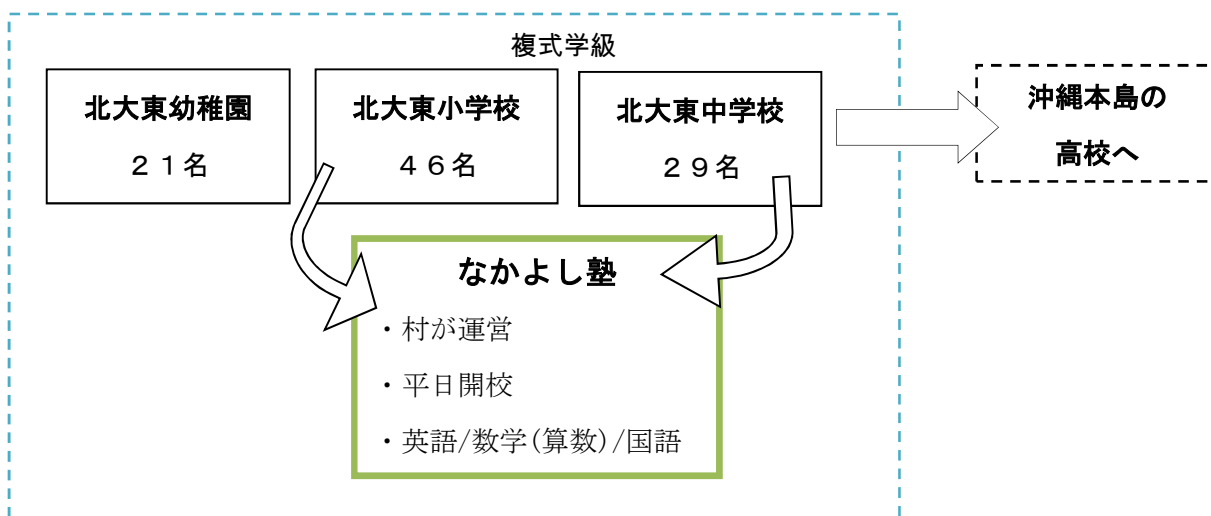 複式学級
北大東幼稚園
２１名
北大東小学校
４６名
北大東中学校
２９名
沖縄本島の
高校へ
なかよし塾
・村が運営
・平日開校
・英語/数学(算数)/国語